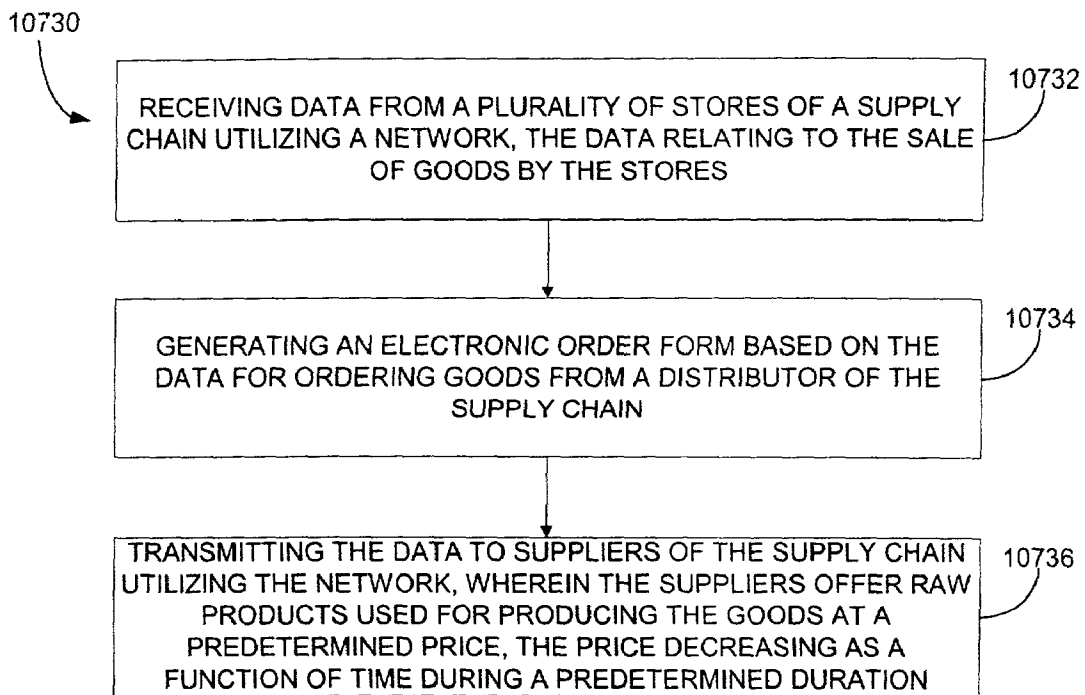 10730
RECEIVING DATA FROM A PLURALITY OF STORES OF A SUPPLY
CHAIN UTILIZING A NETWORK, THE DATA RELATING TO THE SALE
OF GOODS BY THE STORES
10732
GENERATING AN ELECTRONIC ORDER FORM BASED ON THE
DATA FOR ORDERING GOODS FROM A DISTRIBUTOR OF THE
SUPPLY CHAIN
10734
TRANSMITTING THE DATA TO SUPPLIERS OF THE SUPPLY CHAIN
UTILIZING THE NETWORK, WHEREIN THE SUPPLIERS OFFER RAW
PRODUCTS USED FOR PRODUCING THE GOODS AT A
PREDETERMINED PRICE, THE PRICE DECREASING AS A
FUNCTION OF TIME DURING A PREDETERMINED DURATION
10736